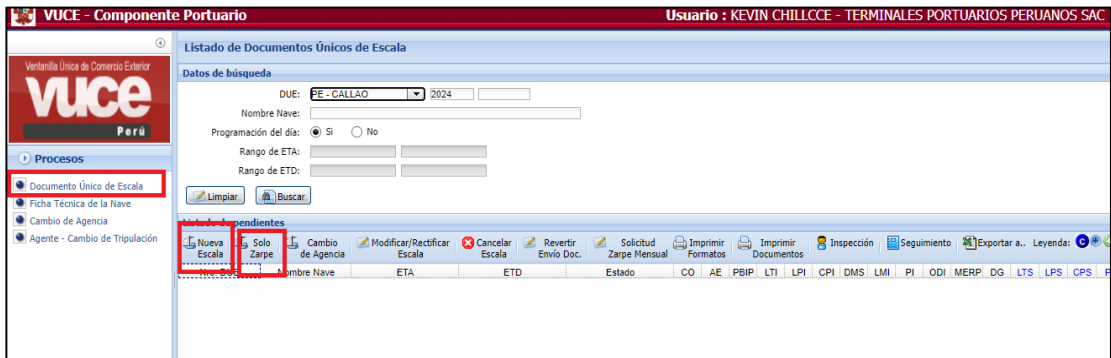 VUCE - Componente Portuario Usuario : KEVIN CHILLCCE - TERMINALES PORTUARIOS PERUANOS SAC
Ventanilla Única de Comercio Exterior
vuce
Perú
Procesos
Documento Único de Escala
Ficha Técnica de la Nave
Cambio de Agencia
Agente - Cambio de Tripulación
Listado de Documentos Únicos de Escala
Datos de búsqueda
DUE: PE - CALLAO 2024
Nombre Nave:
Programación del día: Si No
Rango de ETA:
Rango de ETD:
Limpiar Buscar
Listado de pendientes
Nueva Escala Solo Zarpe Cambio de Agencia Modificar/Rectificar Escala Cancelar Escala Revertir Envío Doc. Solicitud Zarpe Mensual Imprimir Formatos Imprimir Documentos Inspección Seguimiento Exportar a.. Leyenda: C
Nro. DUE Nombre Nave ETA ETD Estado CO AE PBIP LTI LPI CPI DMS LMI PI ODI MERP DG LTS LPS CPS